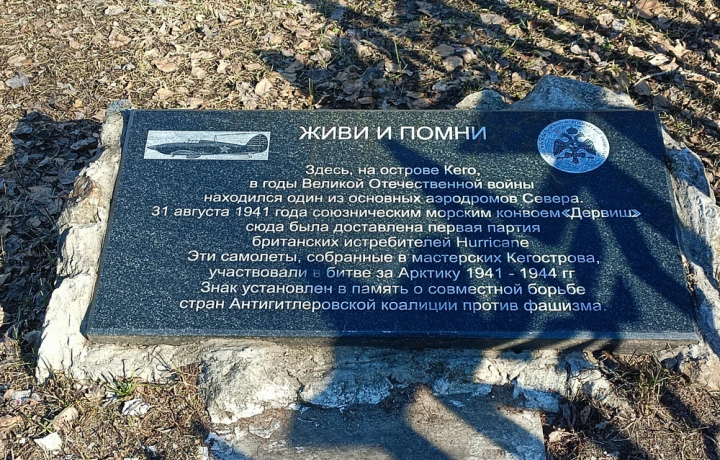 ЖИВИ И ПОМНИ
Здесь, на острове Кего,
в годы Великой Отечественной войны
находился один из основных аэродромов Севера.
31 августа 1941 года союзническим морским конвоем «Дервиш»
сюда была доставлена первая партия
британских истребителей Hurricane
Эти самолеты, собранные в мастерских Кегострова,
участвовали в битве за Арктику 1941 - 1944 гг
Знак установлен в память о совместной борьбе
стран Антигитлеровской коалиции против фашизма.